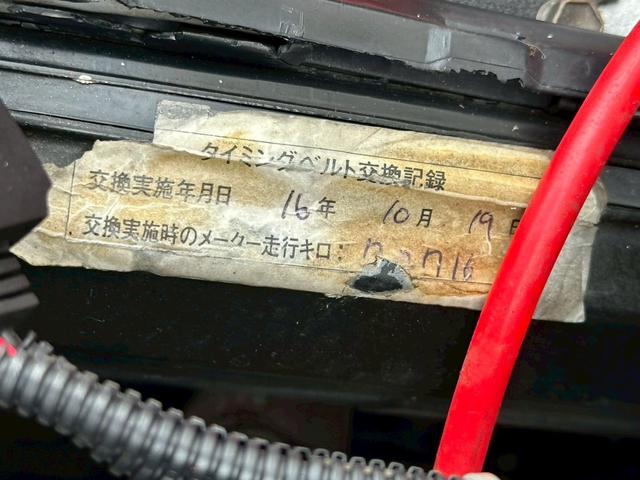 タイミングベルト交換記録
交換実施年月日 16年 10月 19日
交換実施時のメーター走行キロ: